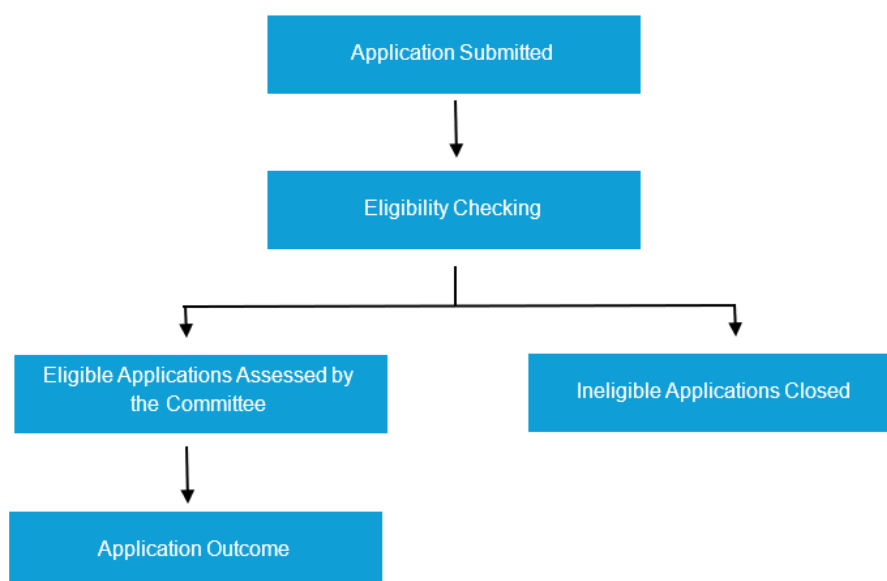 Application Submitted
Eligibility Checking
Eligible Applications Assessed by
the Committee
Ineligible Applications Closed
Application Outcome